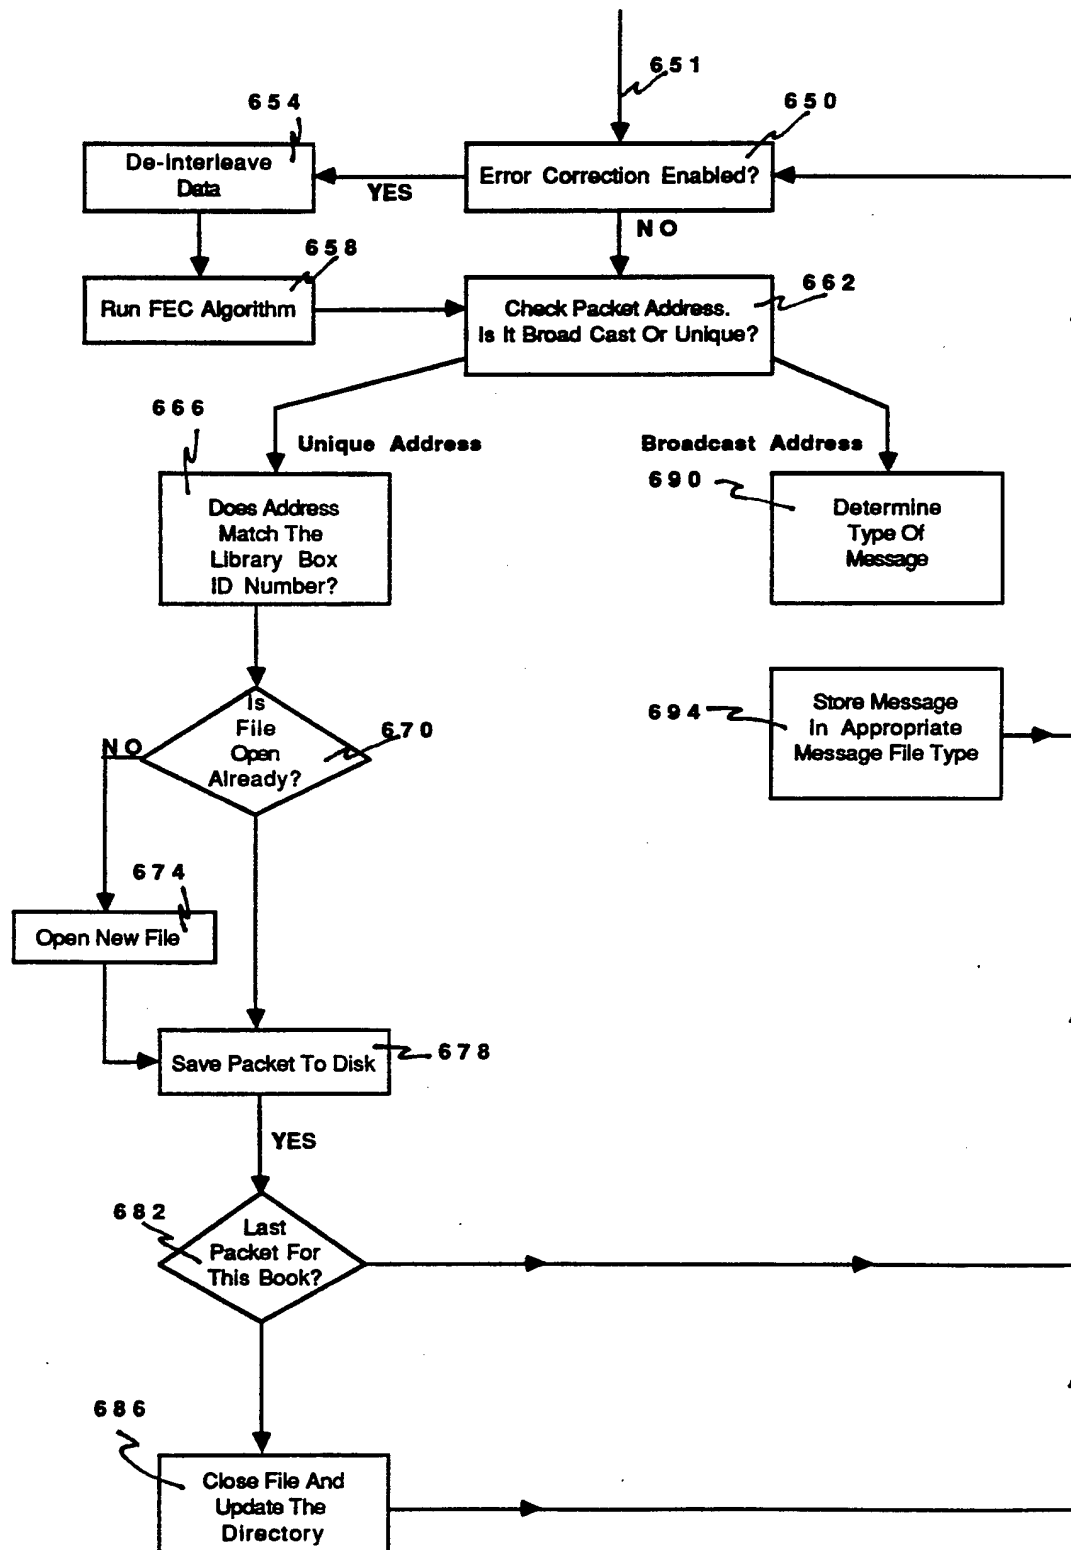 651
654
650
De-Interleave
Data
YES
Error Correction Enabled?
NO
658
662
Run FEC Algorithm
Check Packet Address.
Is It Broad Cast Or Unique?
666
Unique Address
Broadcast Address
690
Does Address
Match The
Library Box
ID Number?
Determine
Type Of
Message
Is
File
Open
Already?
670
NO
694
Store Message
In Appropriate
Message File Type
674
Open New File
Save Packet To Disk
678
YES
682
Last
Packet For
This Book?
686
Close File And
Update The
Directory